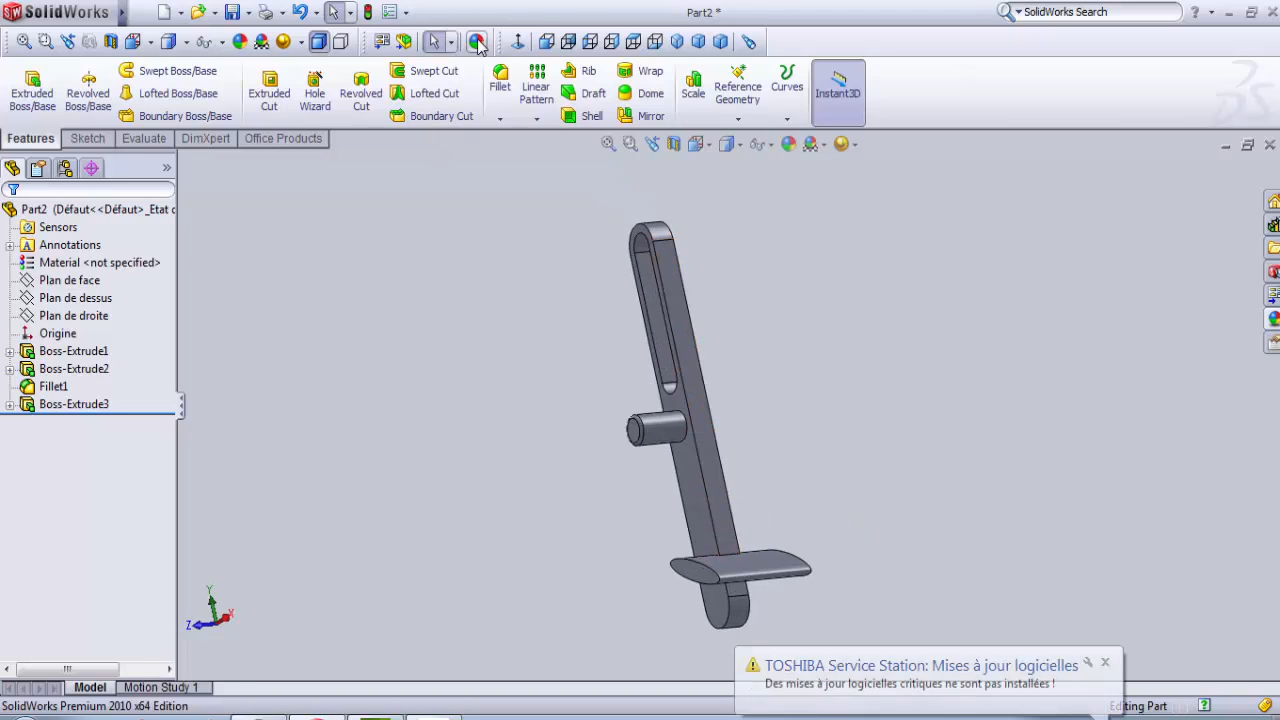 SolidWorks
Part2 *
SolidWorks Search
Extruded Boss/Base
Revolved Boss/Base
Swept Boss/Base
Lofted Boss/Base
Boundary Boss/Base
Extruded Cut
Hole Wizard
Revolved Cut
Swept Cut
Lofted Cut
Boundary Cut
Fillet
Linear Pattern
Rib
Draft
Shell
Wrap
Dome
Mirror
Scale
Reference Geometry
Curves
Instant3D
Features
Sketch
Evaluate
DimXpert
Office Products
Part2 (Défaut<<Défaut>_Etat c
Sensors
Annotations
Material <not specified>
Plan de face
Plan de dessus
Plan de droite
Origine
Boss-Extrude1
Boss-Extrude2
Fillet1
Boss-Extrude3
Y
X
Z
TOSHIBA Service Station: Mises à jour logicielles
Des mises à jour logicielles critiques ne sont pas installées !
Model
Motion Study 1
SolidWorks Premium 2010 x64 Edition
Editing Part